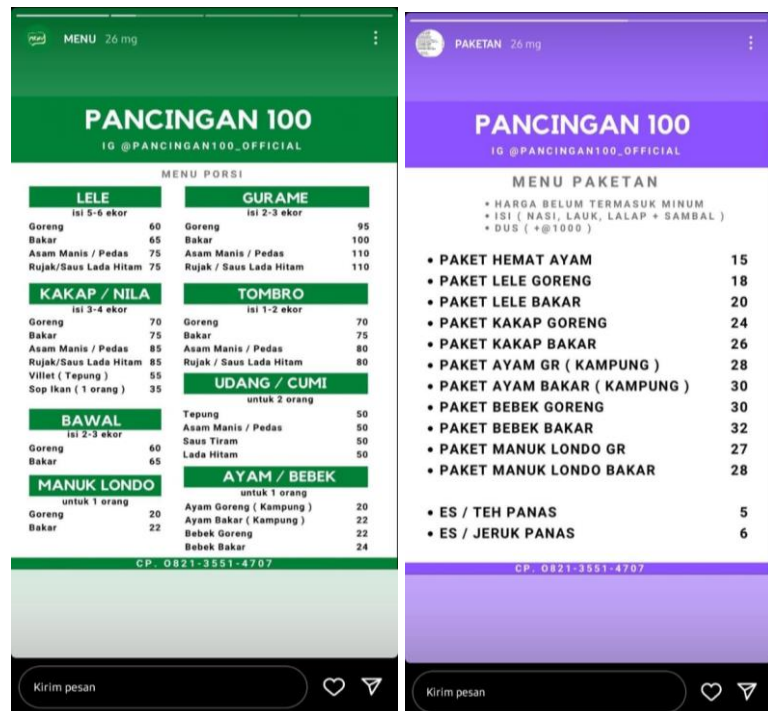 MENU 26 mg
PANCINGAN 100
IG @PANCINGAN100_OFFICIAL
MENU PORSI
LELE
isi 5-6 ekor
Goreng 60
Bakar 65
Asam Manis / Pedas 75
Rujak/Saus Lada Hitam 75
KAKAP / NILA
isi 3-4 ekor
Goreng 70
Bakar 75
Asam Manis / Pedas 85
Rujak/Saus Lada Hitam 85
Villet ( Tepung ) 55
Sop Ikan ( 1 orang ) 35
BAWAL
isi 2-3 ekor
Goreng 60
Bakar 65
MANUK LONDO
untuk 1 orang
Goreng 20
Bakar 22
GURAME
isi 2-3 ekor
Goreng 95
Bakar 100
Asam Manis / Pedas 110
Rujak / Saus Lada Hitam 110
TOMBRO
isi 1-2 ekor
Goreng 70
Bakar 75
Asam Manis / Pedas 80
Rujak / Saus Lada Hitam 80
UDANG / CUMI
untuk 2 orang
Tepung 50
Asam Manis / Pedas 50
Saus Tiram 50
Lada Hitam 50
AYAM / BEBEK
untuk 1 orang
Ayam Goreng ( Kampung ) 20
Ayam Bakar ( Kampung ) 22
Bebek Goreng 22
Bebek Bakar 24
CP. 0821-3551-4707
Kirim pesan
PAKETAN 26 mg
PANCINGAN 100
IG @PANCINGAN100_OFFICIAL
MENU PAKETAN
• HARGA BELUM TERMASUK MINUM
• ISI ( NASI, LAUK, LALAP + SAMBAL )
• DUS ( +@1000 )
• PAKET HEMAT AYAM 15
• PAKET LELE GORENG 18
• PAKET LELE BAKAR 20
• PAKET KAKAP GORENG 24
• PAKET KAKAP BAKAR 26
• PAKET AYAM GR ( KAMPUNG ) 28
• PAKET AYAM BAKAR ( KAMPUNG ) 30
• PAKET BEBEK GORENG 30
• PAKET BEBEK BAKAR 32
• PAKET MANUK LONDO GR 27
• PAKET MANUK LONDO BAKAR 28
• ES / TEH PANAS 5
• ES / JERUK PANAS 6
CP. 0821-3551-4707
Kirim pesan